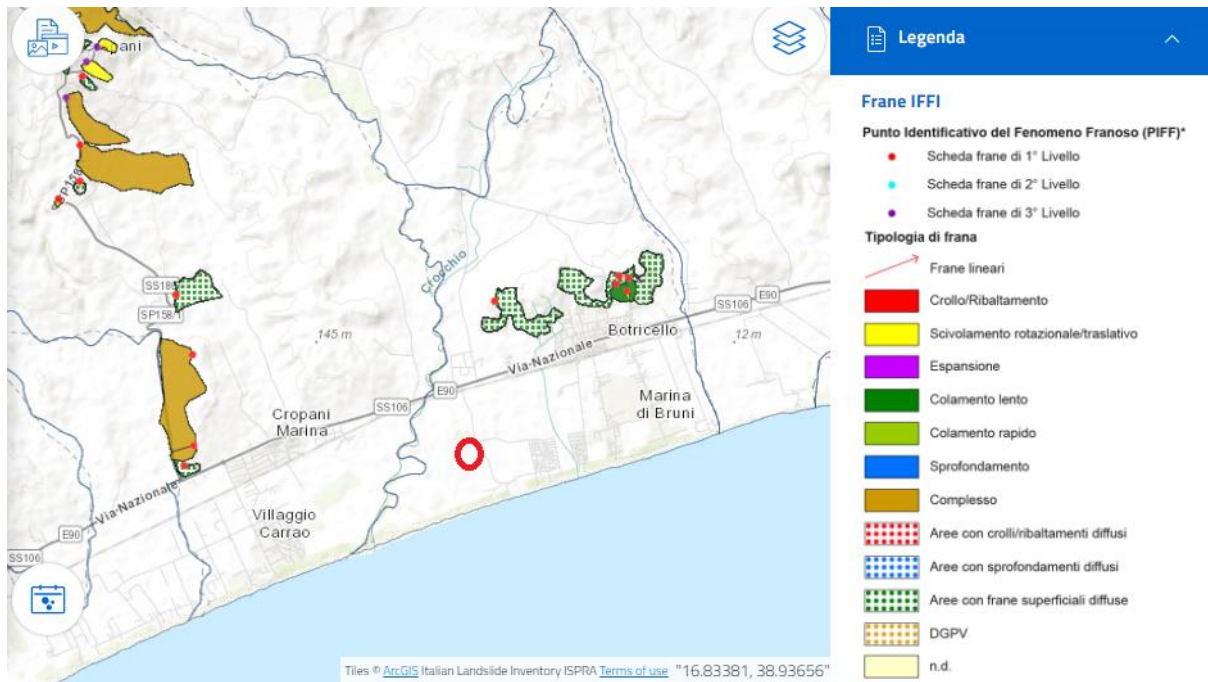 Legenda
Frane IFFI
Punto Identificativo del Fenomeno Franoso (PIFF)*
Scheda frane di 1° Livello
Scheda frane di 2° Livello
Scheda frane di 3° Livello
Tipologia di frana
Frane lineari
Crollo/Ribaltamento
Scivolamento rotazionale/traslativo
Espansione
Colamento lento
Colamento rapido
Sprofondamento
Complesso
Aree con crolli/ribaltamenti diffusi
Aree con sprofondamenti diffusi
Aree con frane superficiali diffuse
DGPV
n.d.
SP158/1
145 m
Crocchio
Botricello
12 m
SS106
E90
Via Nazionale
E90
SS106
Marina
di Bruni
Cropani
Marina
Via Nazionale
Villaggio
Carrao
E90
SS106
Tiles © ArcGIS Italian Landslide Inventory ISPRA Terms of use "16.83381, 38.93656"